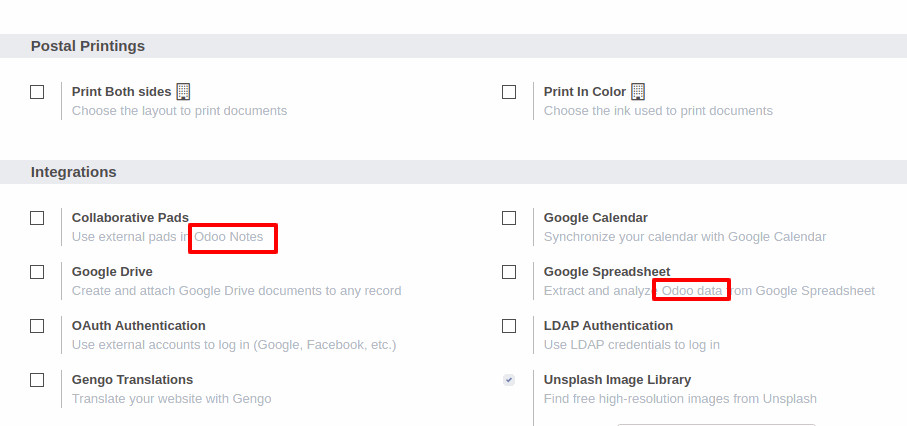 Postal Printings
Print Both sides
Print In Color
Choose the layout to print documents
Choose the ink used to print documents
Integrations
Collaborative Pads
Google Calendar
Use external pads in Odoo Notes
Synchronize your calendar with Google Calendar
Google Drive
Google Spreadsheet
Create and attach Google Drive documents to any record
Extract and analyze Odoo data from Google Spreadsheet
OAuth Authentication
LDAP Authentication
Use external accounts to log in (Google, Facebook, etc.)
Use LDAP credentials to log in
Gengo Translations
Unsplash Image Library
Translate your website with Gengo
Find free high-resolution images from Unsplash